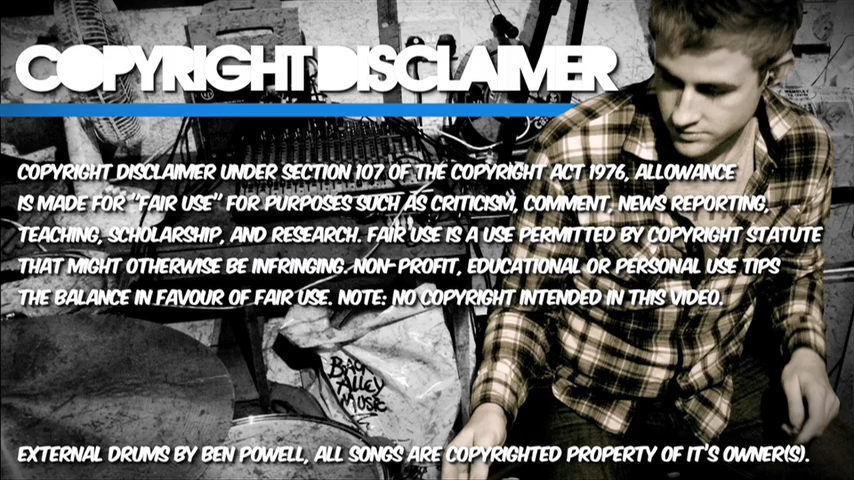 COPYRIGHT DISCLAIMER
COPYRIGHT DISCLAIMER UNDER SECTION 107 OF THE COPYRIGHT ACT 1976, ALLOWANCE
IS MADE FOR "FAIR USE" FOR PURPOSES SUCH AS CRITICISM, COMMENT, NEWS REPORTING,
TEACHING, SCHOLARSHIP, AND RESEARCH. FAIR USE IS A USE PERMITTED BY COPYRIGHT STATUTE
THAT MIGHT OTHERWISE BE INFRINGING. NON-PROFIT, EDUCATIONAL OR PERSONAL USE TIPS
THE BALANCE IN FAVOUR OF FAIR USE. NOTE: NO COPYRIGHT INTENDED IN THIS VIDEO.
BACK
ALLEY
MUSIC
EXTERNAL DRUMS BY BEN POWELL, ALL SONGS ARE COPYRIGHTED PROPERTY OF IT'S OWNER(S).